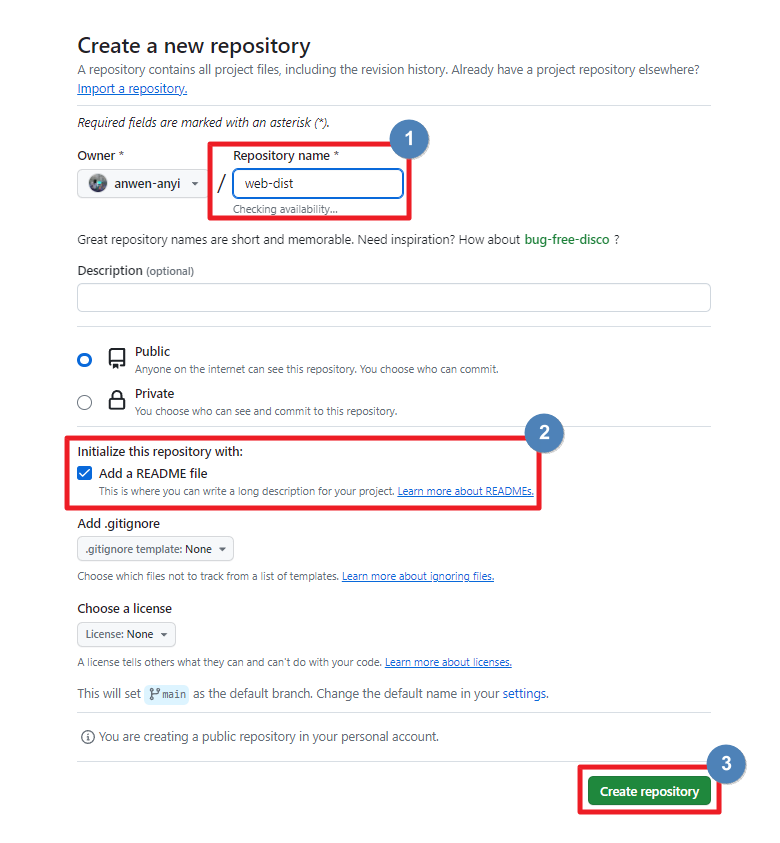 Create a new repository
A repository contains all project files, including the revision history. Already have a project repository elsewhere?
Import a repository.
Required fields are marked with an asterisk (*).
1
Owner * Repository name *
anwen-anyi / web-dist
Checking availability...
Great repository names are short and memorable. Need inspiration? How about bug-free-disco ?
Description (optional)
Public
Anyone on the internet can see this repository. You choose who can commit.
Private
You choose who can see and commit to this repository.
2
Initialize this repository with:
Add a README file
This is where you can write a long description for your project. Learn more about READMEs.
Add .gitignore
.gitignore template: None
Choose which files not to track from a list of templates. Learn more about ignoring files.
Choose a license
License: None
A license tells others what they can and can't do with your code. Learn more about licenses.
This will set main as the default branch. Change the default name in your settings.
You are creating a public repository in your personal account.
3
Create repository